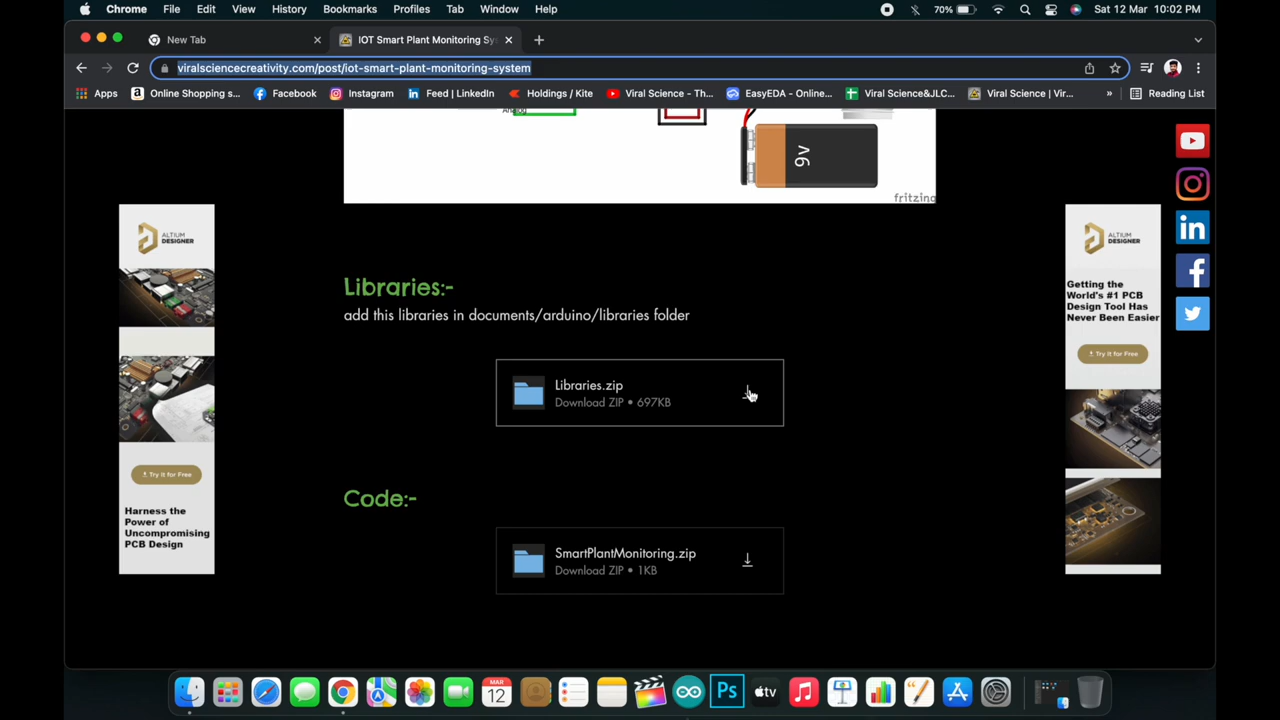 Chrome File Edit View History Bookmarks Profiles Tab Window Help 70% Sat 12 Mar 10:02 PM
New Tab
IOT Smart Plant Monitoring Sy
viralsciencecreativity.com/post/iot-smart-plant-monitoring-system
Apps Online Shopping s... Facebook Instagram Feed | LinkedIn Holdings / Kite Viral Science - Th... EasyEDA - Online... Viral Science&JLC... Viral Science | Vir... » Reading List
Analog
9v
fritzing
ALTIUM
DESIGNER
Try It for Free
Harness the
Power of
Uncompromising
PCB Design
Libraries:-
add this libraries in documents/arduino/libraries folder
Libraries.zip
Download ZIP • 697KB
Code:-
SmartPlantMonitoring.zip
Download ZIP • 1KB
ALTIUM
DESIGNER
Getting the
World's #1 PCB
Design Tool Has
Never Been Easier
Try It for Free
in
MAR
12
Ps
tv